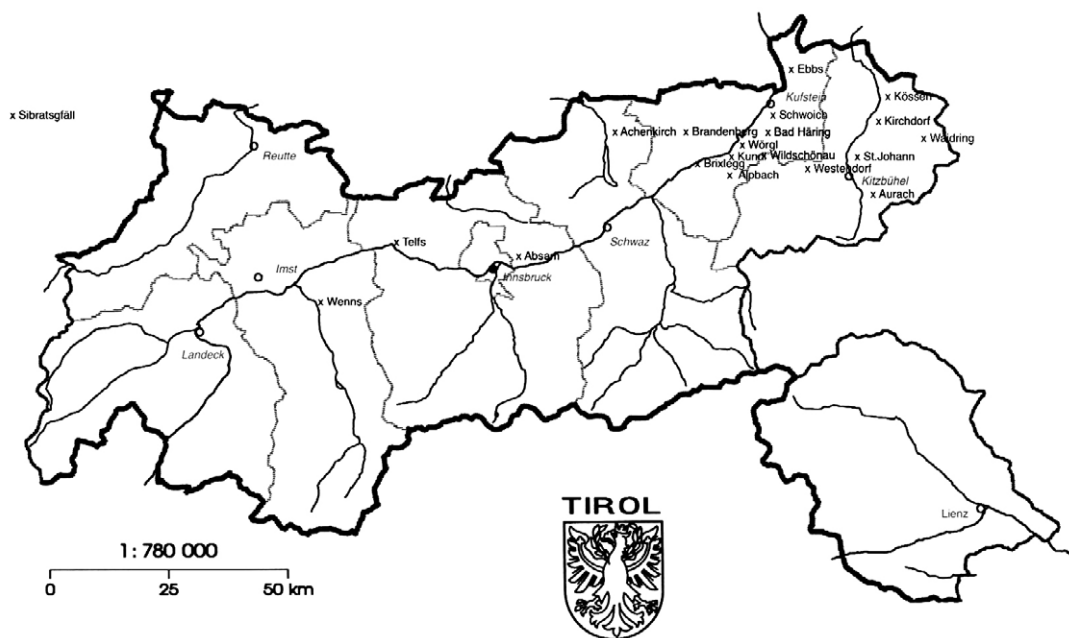 x Ebbs
Kufstein
x Kössen
x Sibratsgfäll
x Schwoich
x Kirchdorf
x Achenkirch
x Brandenberg
x Bad Häring
x Waidring
Reutte
x Wörgl
x Kundl
x Wildschönau
x St.Johann
x Brixlegg
x Westendorf
x Alpbach
Kitzbühel
x Aurach
Schwaz
x Telfs
x Absam
Imst
Innsbruck
x Wenns
Landeck
TIROL
Lienz
1: 780 000
0 25 50 km